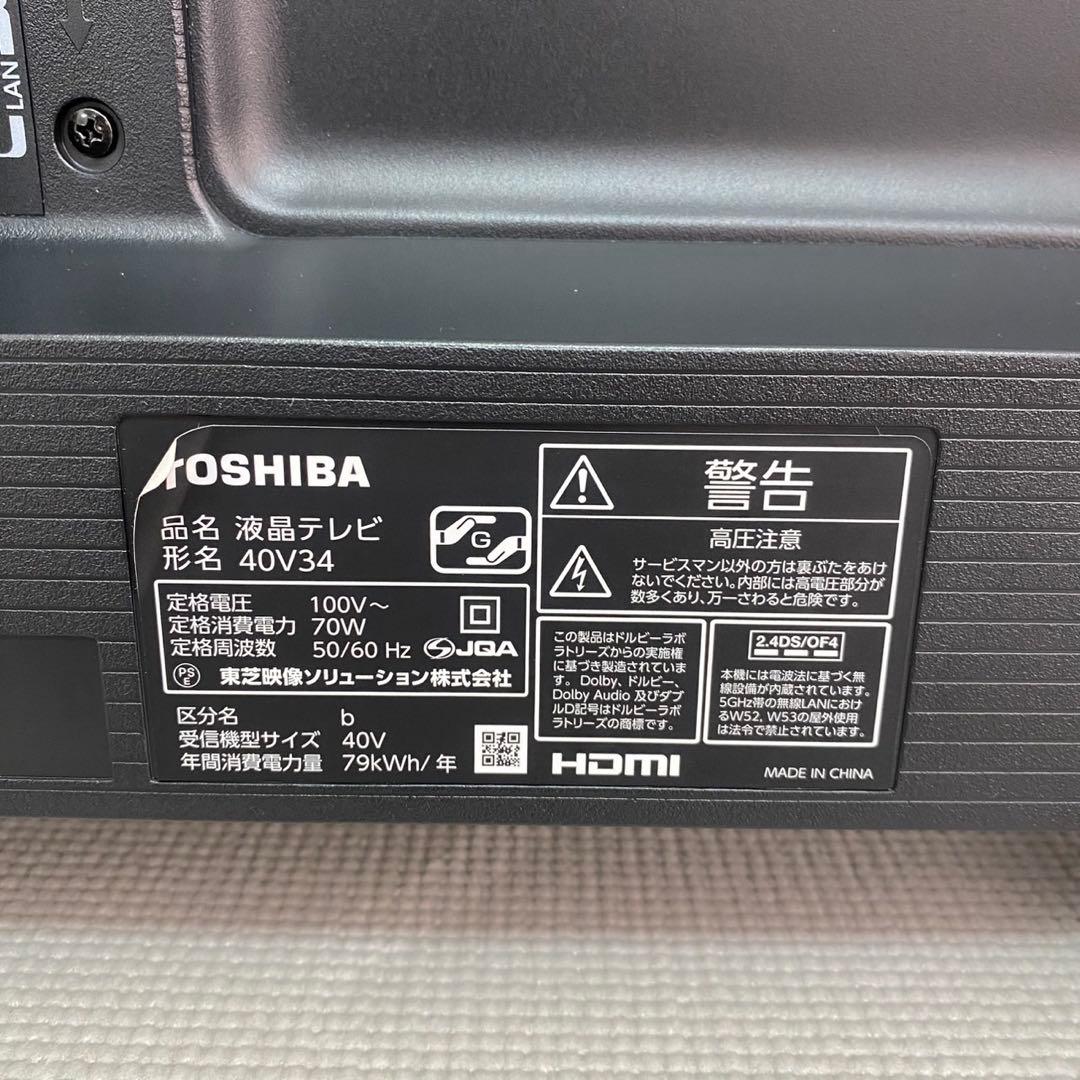 LAN
TOSHIBA
品名 液晶テレビ
形名 40V34
G
定格電圧 100V～
定格消費電力 70W
定格周波数 50/60 Hz
JQA
PS
E
東芝映像ソリューション株式会社
区分名 b
受信機型サイズ 40V
年間消費電力量 79kWh/年
警告
高圧注意
サービスマン以外の方は裏ぶたをあけ
ないでください。内部には高電圧部分が
数多くあり、万一さわると危険です。
この製品はドルビーラボ
ラトリーズからの実施権
に基づき製造されていま
す。Dolby、ドルビー、
Dolby Audio 及びダブ
ルD記号はドルビーラボ
ラトリーズの商標です。
2.4DS/OF4
本機には電波法に基づく無
線設備が内蔵されています。
5GHz帯の無線LANにおけ
るW52, W53の屋外使用
は法令で禁止されています。
HDMI
MADE IN CHINA